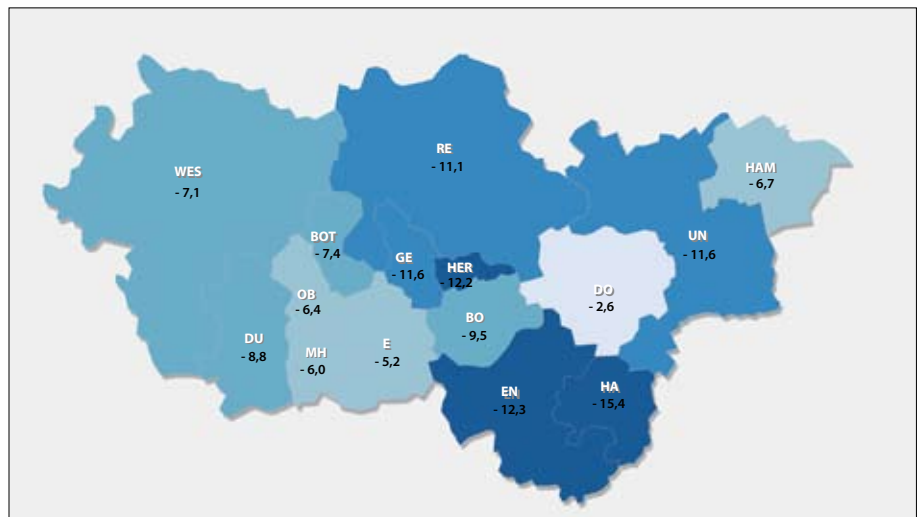 WES
- 7,1
RE
- 11,1
HAM
- 6,7
BOT
- 7,4
GE
- 11,6
HER
- 12,2
UN
- 11,6
OB
- 6,4
DO
- 2,6
BO
- 9,5
DU
- 8,8
MH
- 6,0
E
- 5,2
EN
- 12,3
HA
- 15,4